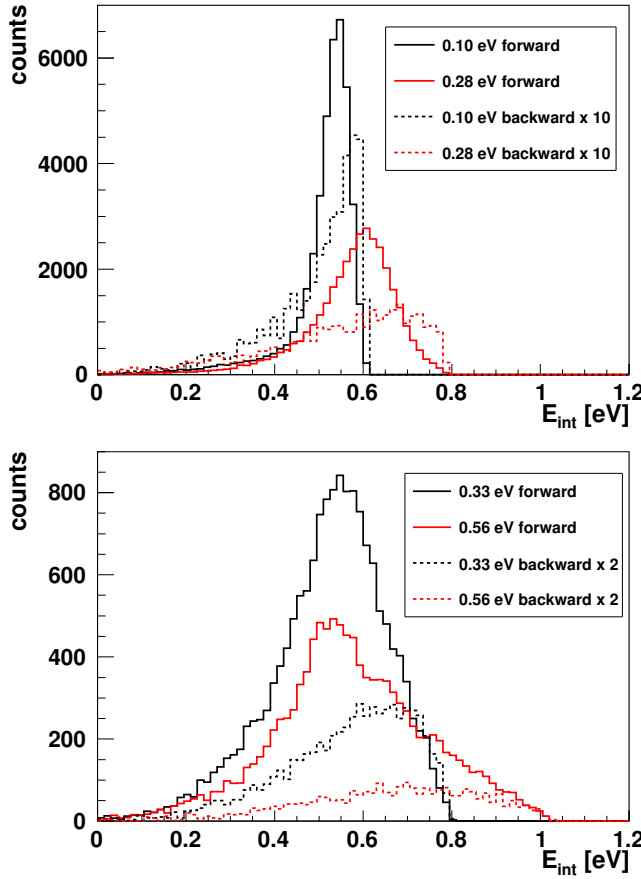 counts
6000
4000
2000
0
0.10 eV forward
0.28 eV forward
0.10 eV backward x 10
0.28 eV backward x 10
0 0.2 0.4 0.6 0.8 1 1.2
E_int [eV]
counts
800
600
400
200
0
0.33 eV forward
0.56 eV forward
0.33 eV backward x 2
0.56 eV backward x 2
0 0.2 0.4 0.6 0.8 1 1.2
E_int [eV]